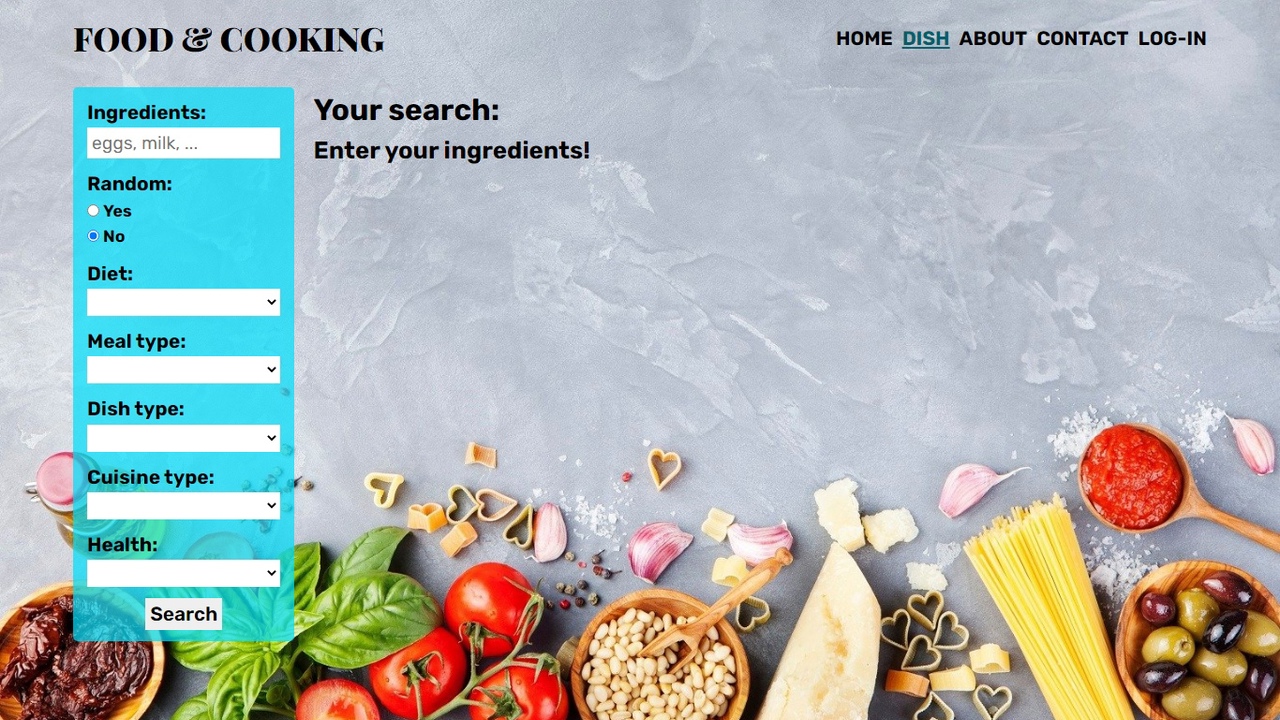 FOOD & COOKING
HOME DISH ABOUT CONTACT LOG-IN
Ingredients:
eggs, milk, ...
Random:
Yes
No
Diet:
Meal type:
Dish type:
Cuisine type:
Health:
Search
Your search:
Enter your ingredients!